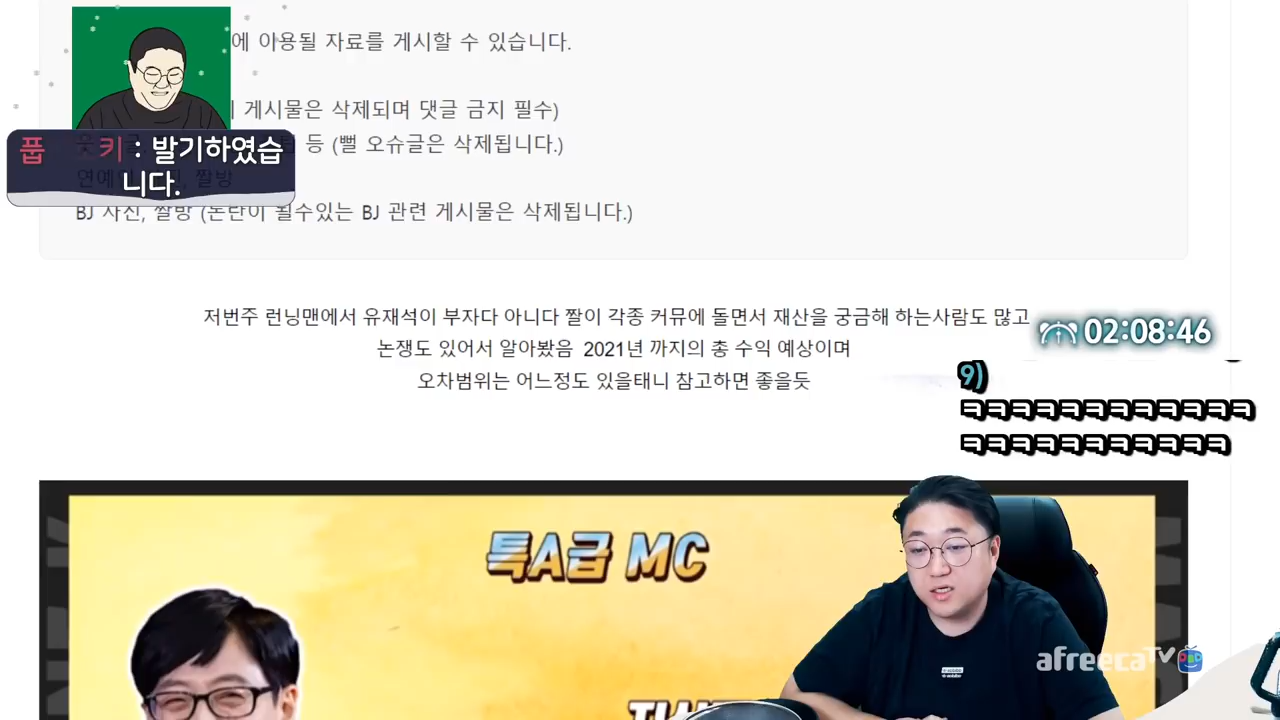 에 이용될 자료를 게시할 수 있습니다.
게시물은 삭제되며 댓글 금지 필수)
등 (뻘 오슈글은 삭제됩니다.)
풉 키 : 발기하였습
니다.
짤방
BJ 사진, 짤방 (논란이 될수있는 BJ 관련 게시물은 삭제됩니다.)
저번주 런닝맨에서 유재석이 부자다 아니다 짤이 각종 커뮤에 돌면서 재산을 궁금해 하는사람도 많고
논쟁도 있어서 알아봤음 2021년 까지의 총 수익 예상이며
오차범위는 어느정도 있을태니 참고하면 좋을듯
02:08:46
9)
ㅋㅋㅋㅋㅋㅋㅋㅋㅋㅋㅋㅋ
ㅋㅋㅋㅋㅋㅋㅋㅋㅋㅋㅋ
특A급 MC
afreecaTV